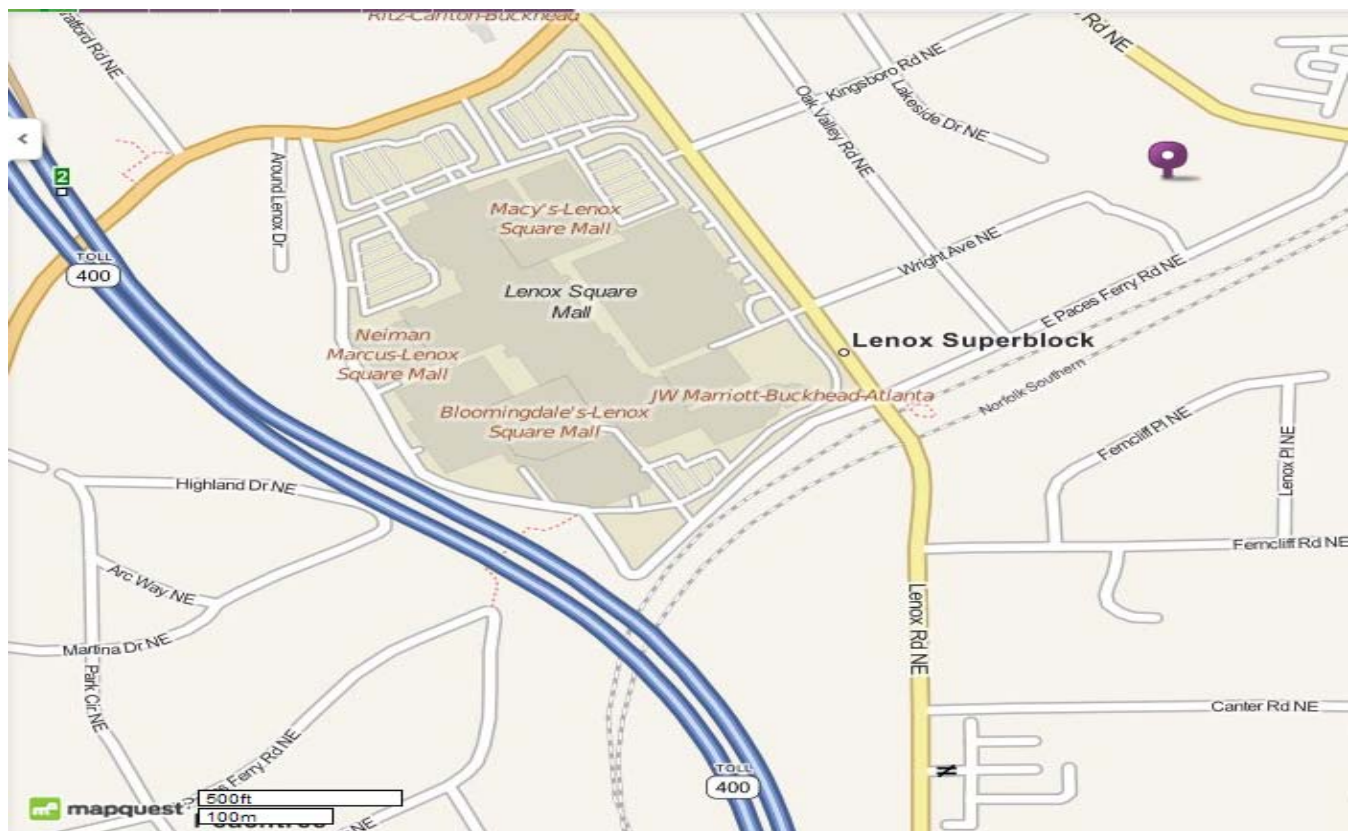 Ritz-Carlton-Buckhead
Rd NE
Kingsboro Rd NE
Lakeside Dr NE
Oak Valley Rd NE
2
Around Lenox Dr
Macy's-Lenox
Square Mall
TOLL
400
Lenox Square
Mall
Wright Ave NE
E Paces Ferry Rd NE
Neiman
Marcus-Lenox
Square Mall
Lenox Superblock
Norfolk Southern
JW Marriott-Buckhead-Atlanta
Bloomingdale's-Lenox
Square Mall
Ferncliff Pl NE
Lenox Pl NE
Highland Dr NE
Ferncliff Rd NE
Arc Way NE
Lenox Rd NE
Martina Dr NE
Park Cir NE
Canter Rd NE
Ferry Rd NE
TOLL
400
N
mapquest
500ft
100m
NE